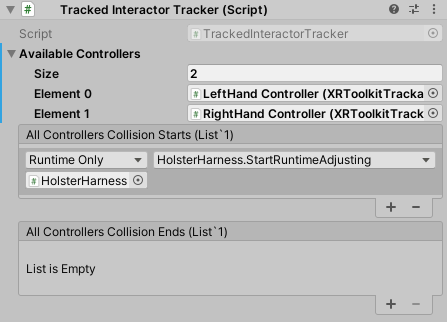 Tracked Interactor Tracker (Script)
Script
TrackedInteractorTracker
Available Controllers
Size
2
Element 0
LeftHand Controller (XRToolkitTracka
Element 1
RightHand Controller (XRToolkitTrack
All Controllers Collision Starts (List`1)
Runtime Only
HolsterHarness.StartRuntimeAdjusting
HolsterHarness
All Controllers Collision Ends (List`1)
List is Empty